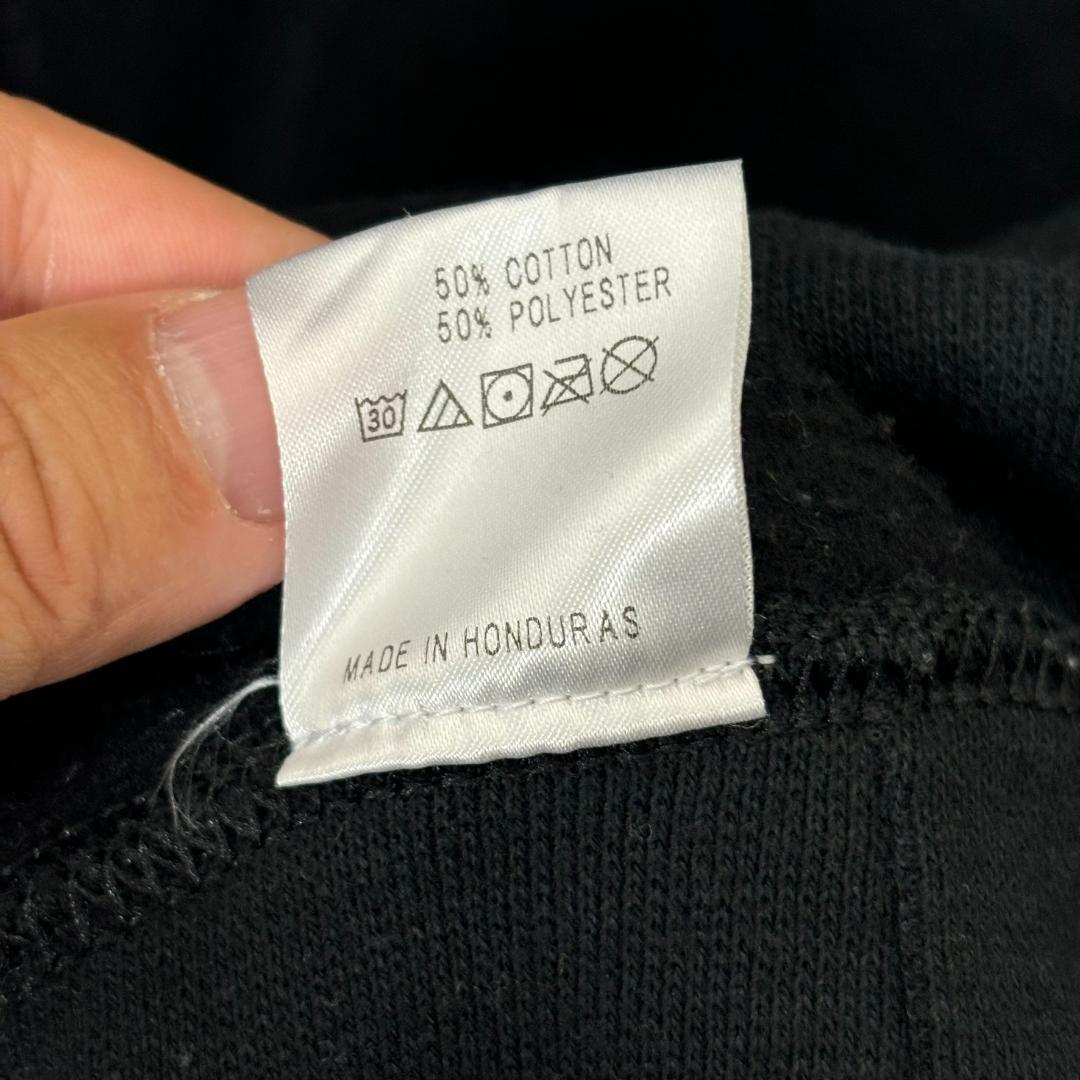 50% COTTON
50% POLYESTER
30
MADE IN HONDURAS